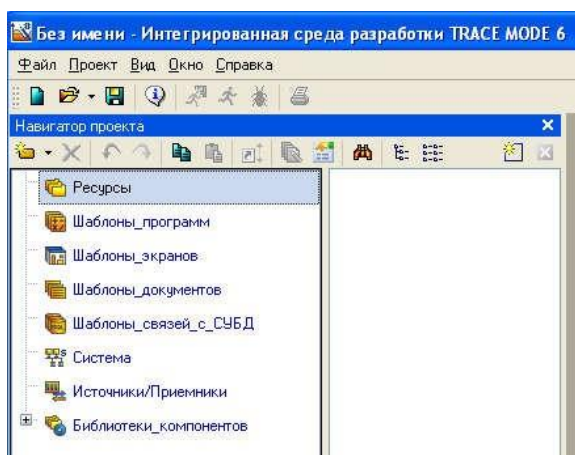 Без имени - Интегрированная среда разработки TRACE MODE 6
Файл Проект Вид Окно Справка
Навигатор проекта
Ресурсы
Шаблоны_программ
Шаблоны_экранов
Шаблоны_документов
Шаблоны_связей_с_СУБД
Система
Источники/Приемники
Библиотеки_компонентов